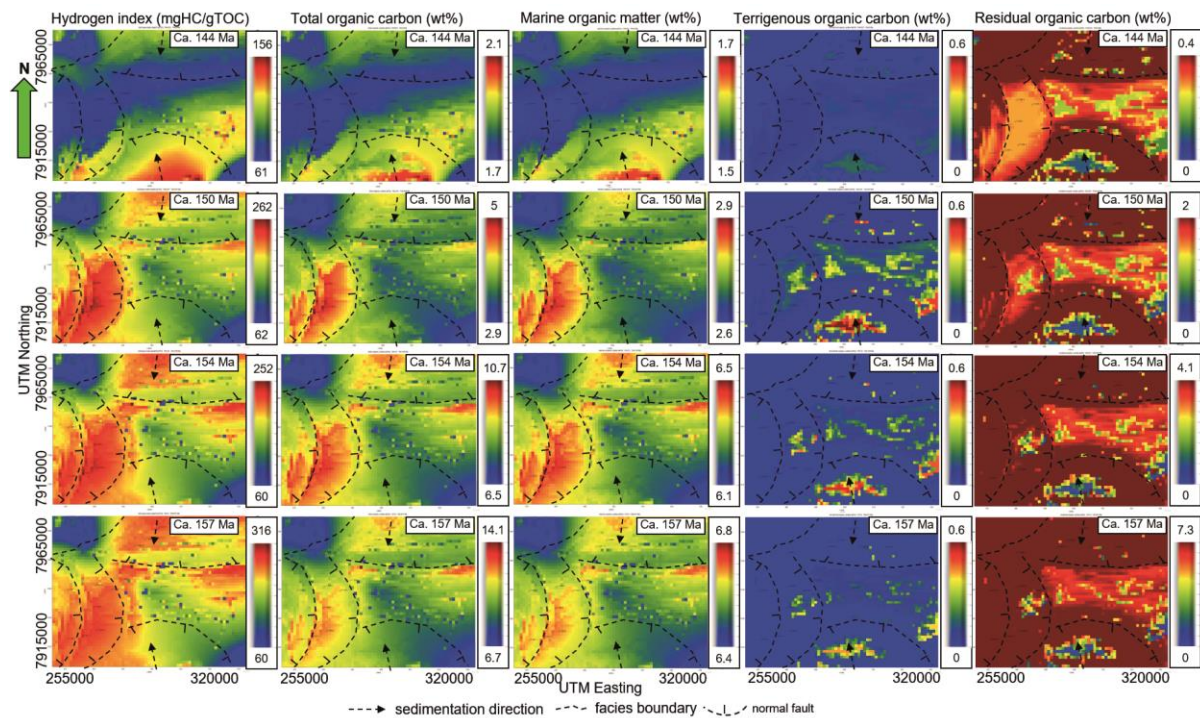 Hydrogen index (mgHC/gTOC) Total organic carbon (wt%) Marine organic matter (wt%) Terrigenous organic carbon (wt%) Residual organic carbon (wt%)
N
7965000
7915000
Ca. 144 Ma
156
61
Ca. 144 Ma
2.1
1.7
Ca. 144 Ma
1.7
1.5
Ca. 144 Ma
0.6
0
Ca. 144 Ma
0.4
0
7965000
7915000
Ca. 150 Ma
262
62
Ca. 150 Ma
5
2.9
Ca. 150 Ma
2.9
2.6
Ca. 150 Ma
0.6
0
Ca. 150 Ma
2
0
UTM Northing
7965000
7915000
Ca. 154 Ma
252
60
Ca. 154 Ma
10.7
6.5
Ca. 154 Ma
6.5
6.1
Ca. 154 Ma
0.6
0
Ca. 154 Ma
4.1
0
7965000
7915000
Ca. 157 Ma
316
60
Ca. 157 Ma
14.1
6.7
Ca. 157 Ma
6.8
6.4
Ca. 157 Ma
0.6
0
Ca. 157 Ma
7.3
0
255000 320000 255000 320000 255000 320000 255000 320000 255000 320000
UTM Easting
sedimentation direction facies boundary normal fault